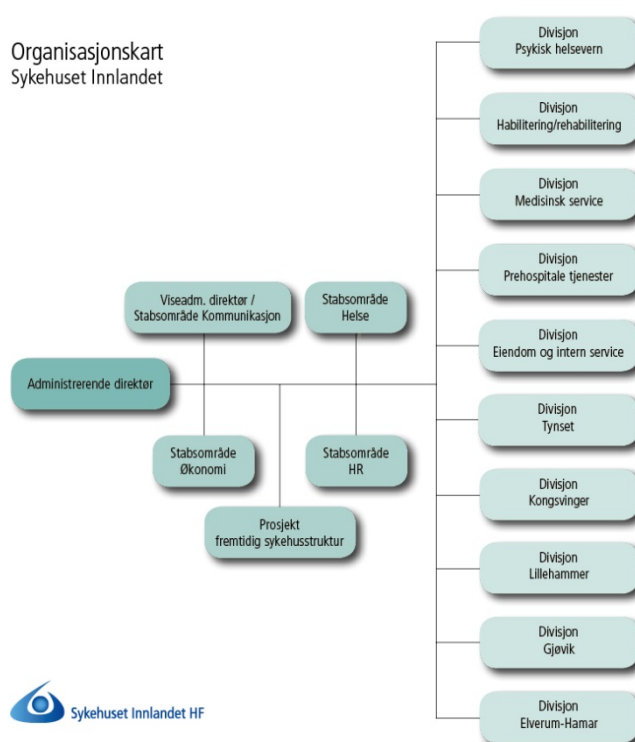 Organisasjonskart
Sykehuset Innlandet
Divisjon
Psykisk helsevern
Divisjon
Habilitering/rehabilitering
Divisjon
Medisinsk service
Divisjon
Prehospitale tjenester
Viseadm. direktør /
Stabsområde Kommunikasjon
Stabsområde
Helse
Divisjon
Eiendom og intern service
Administrerende direktør
Divisjon
Tynset
Stabsområde
Økonomi
Stabsområde
HR
Divisjon
Kongsvinger
Prosjekt
fremtidig sykehusstruktur
Divisjon
Lillehammer
Divisjon
Gjøvik
Divisjon
Elverum-Hamar
Sykehuset Innlandet HF